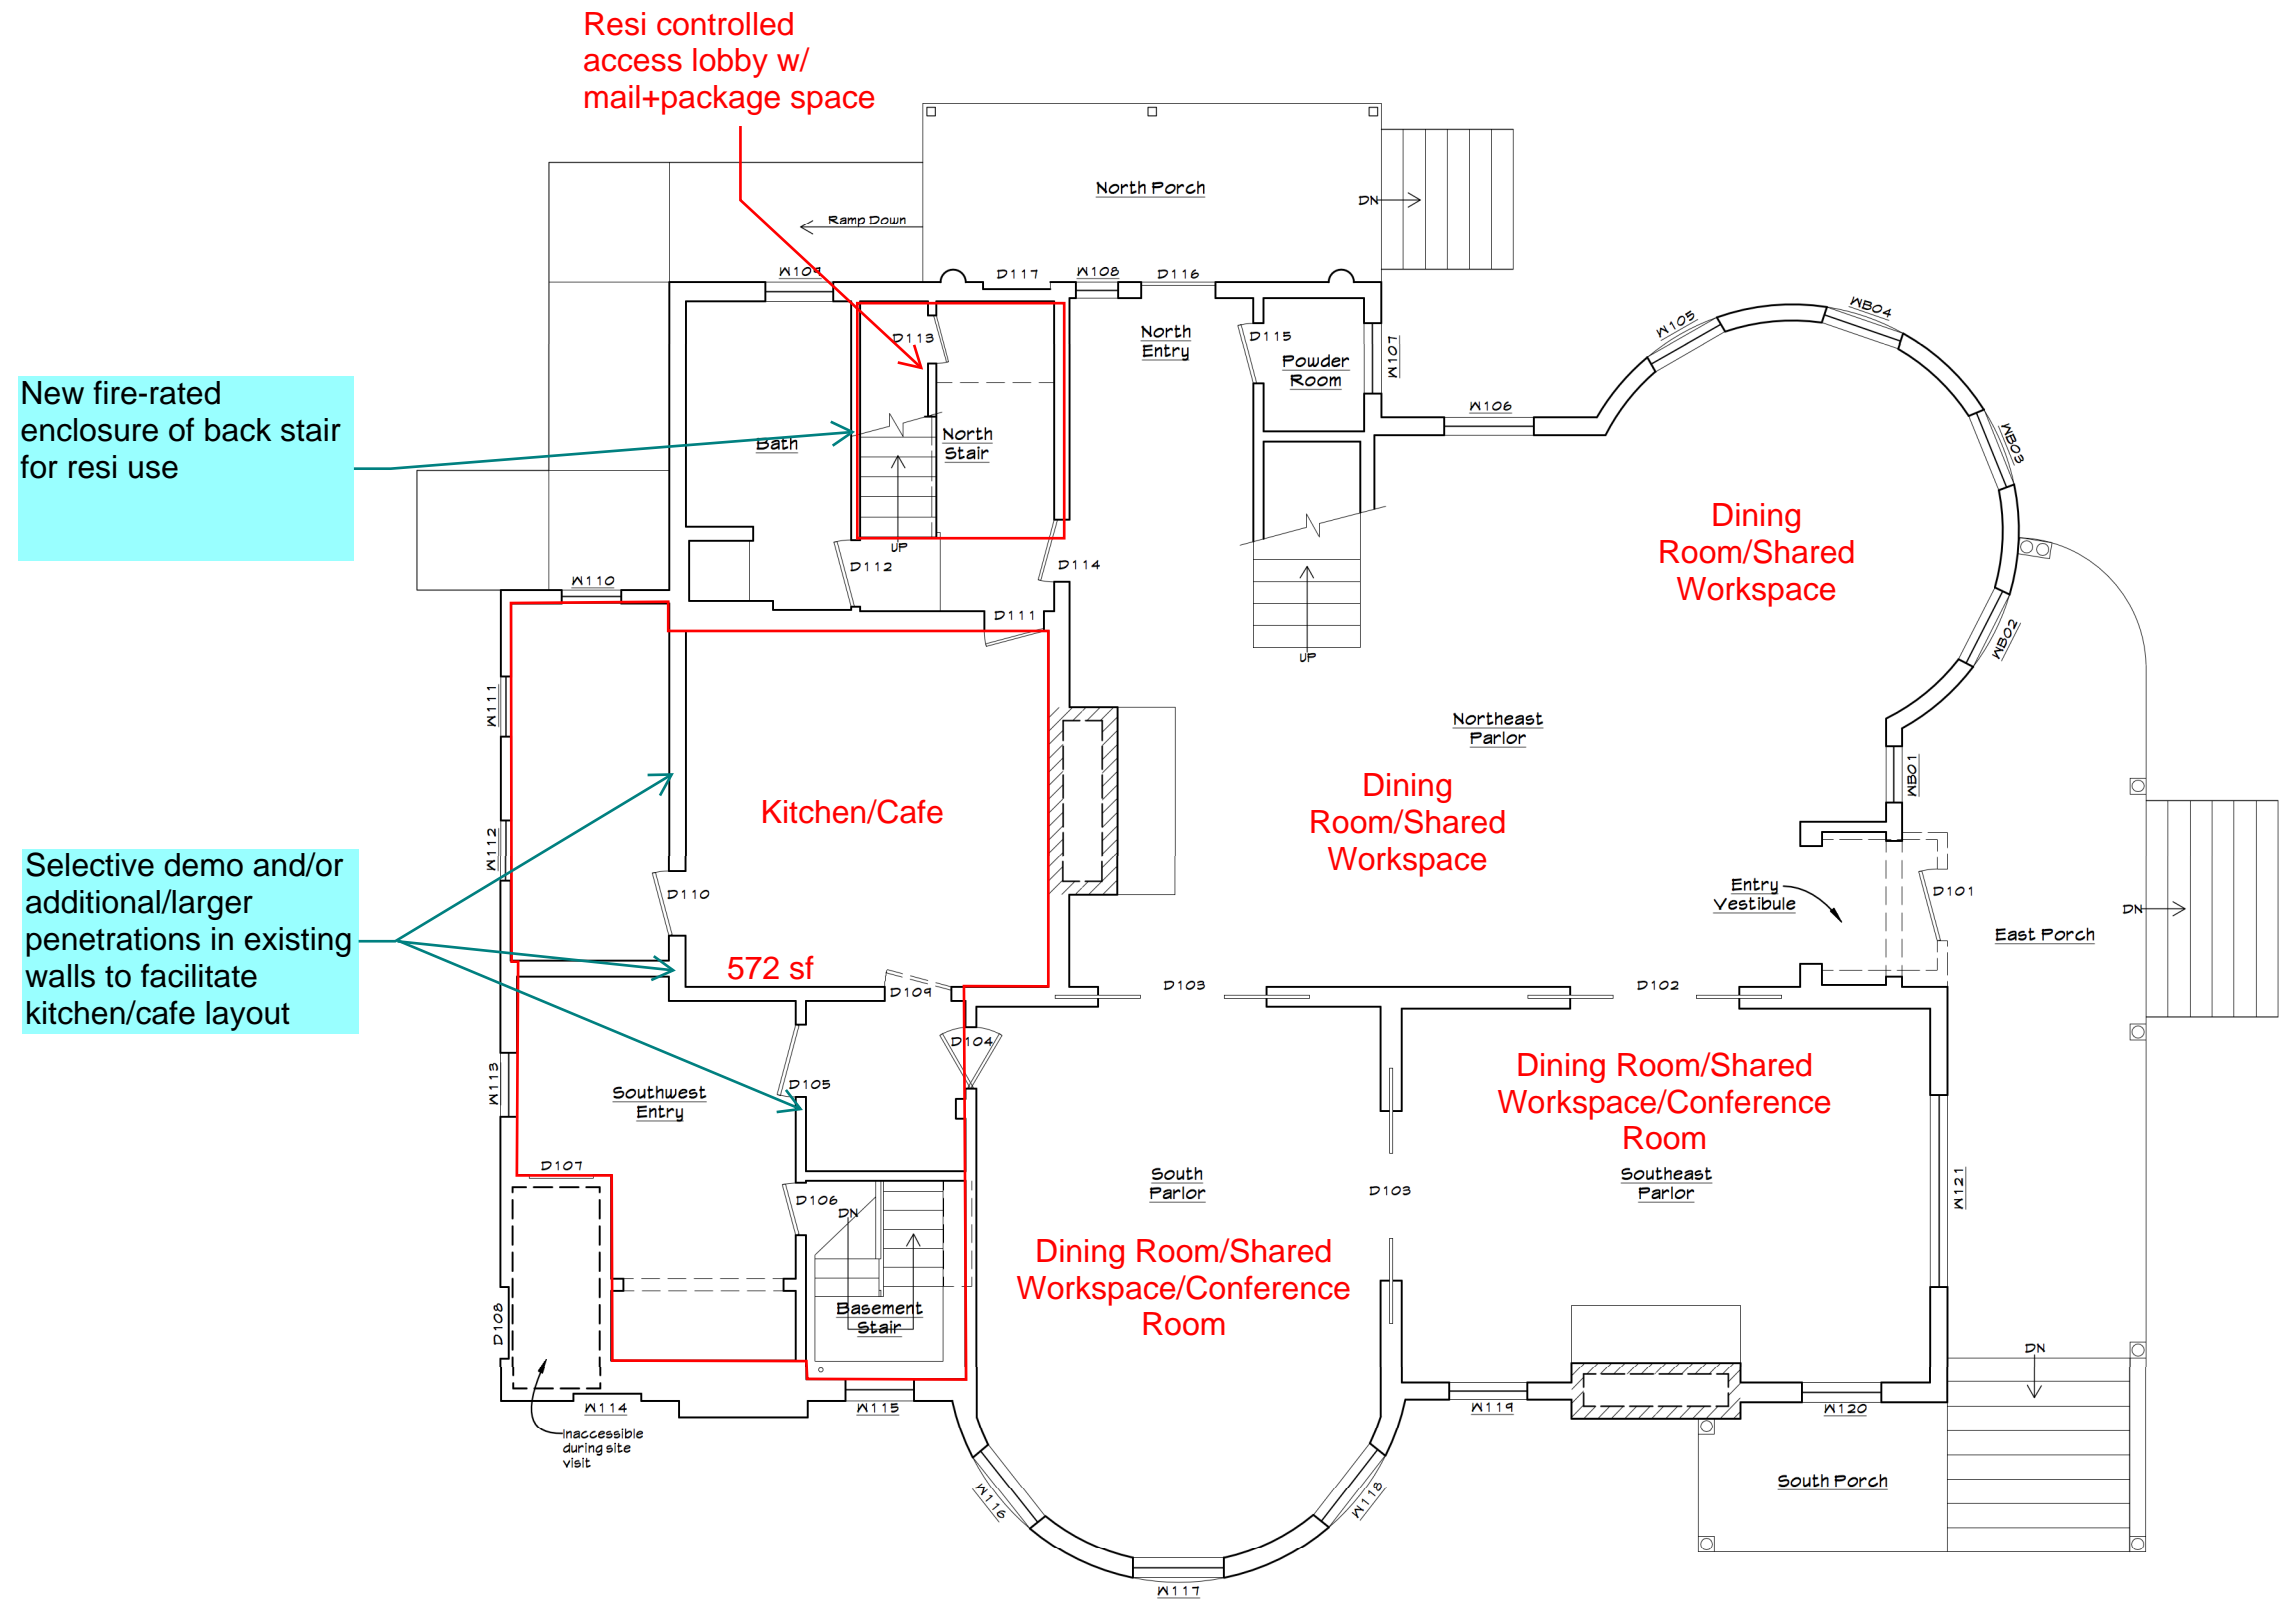 Resi controlled
access lobby w/
mail+package space
North Porch
DN
Ramp Down
W109
D117
W108
D116
D113
North
Entry
D115
Powder
Room
W107
W105
WB04
WB03
W106
New fire-rated
enclosure of back stair
for resi use
Bath
North
Stair
UP
D112
D114
D111
W110
UP
Dining
Room/Shared
Workspace
WB02
W111
Northeast
Parlor
WB01
Kitchen/Cafe
Dining
Room/Shared
Workspace
W112
Selective demo and/or
additional/larger
penetrations in existing
walls to facilitate
kitchen/cafe layout
D110
Entry
Vestibule
D101
DN
East Porch
572 sf
D109
D103
D102
D104
W113
Southwest
Entry
D105
Dining Room/Shared
Workspace/Conference
Room
D107
South
Parlor
D103
Southeast
Parlor
W121
D106
DN
Dining Room/Shared
Workspace/Conference
Room
D108
Basement
Stair
DN
W114
W115
W119
W120
Inaccessible
during site
visit
W116
W118
South Porch
W117